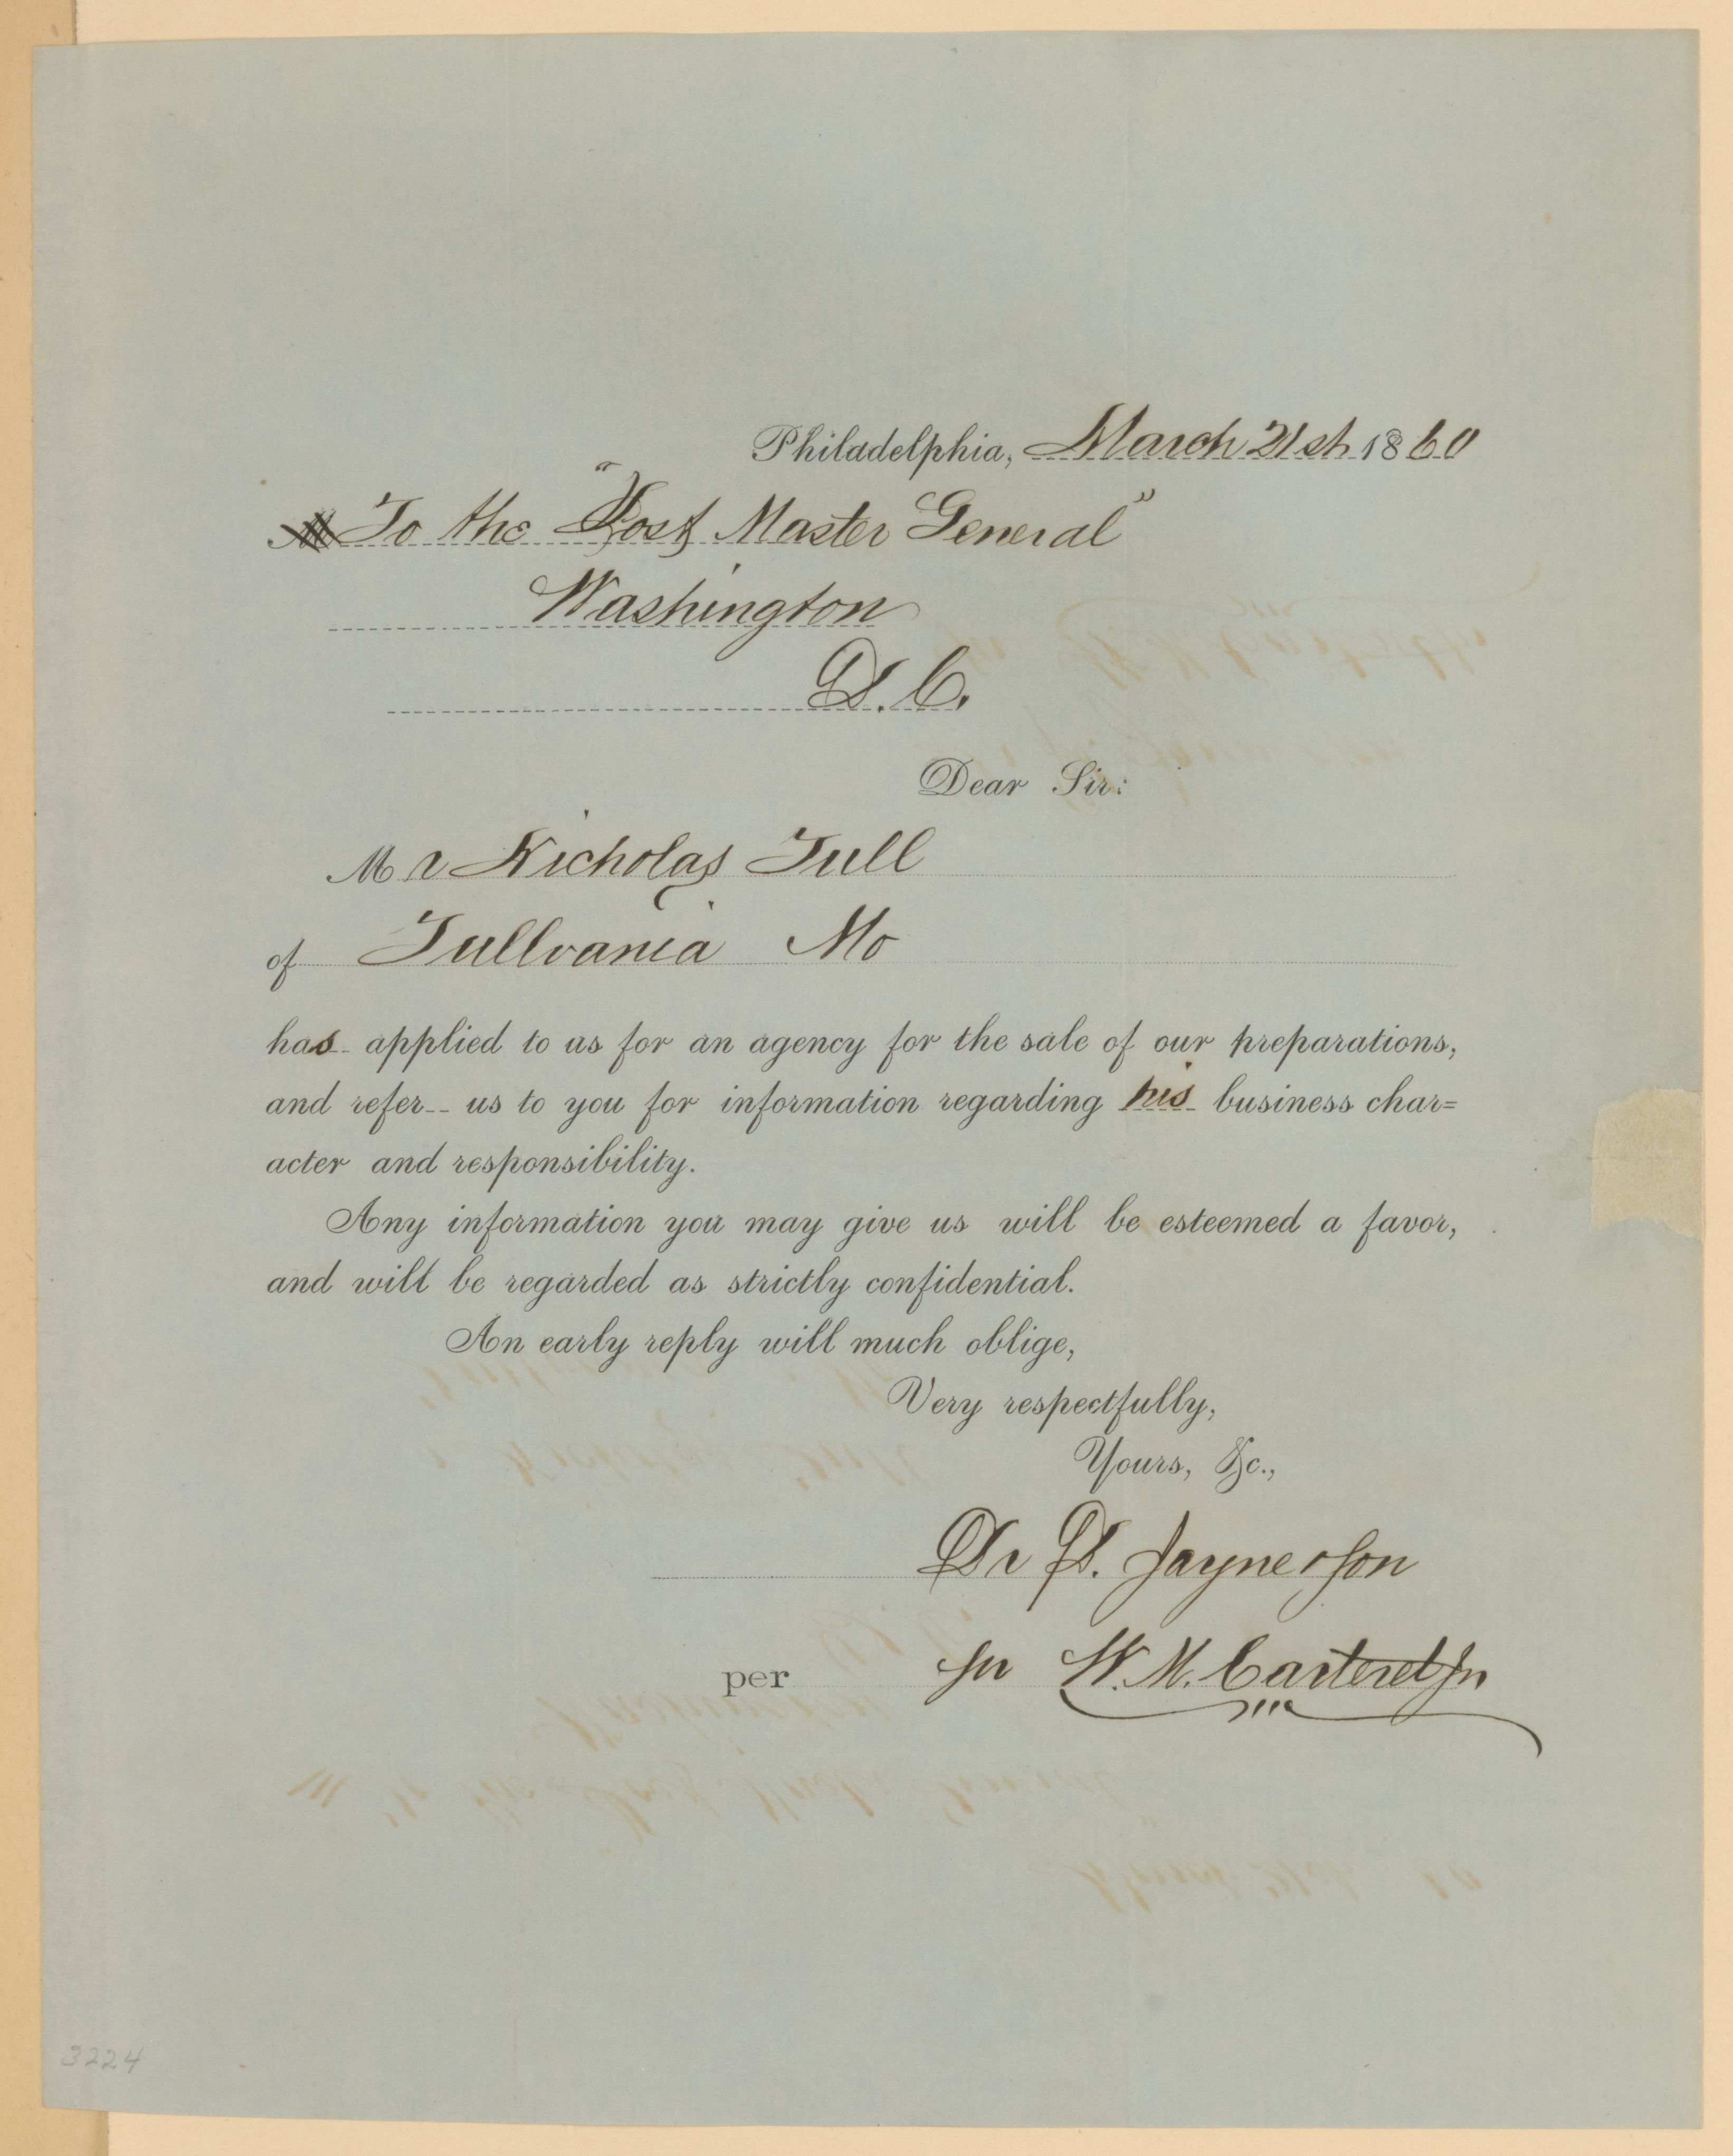 Philadelphia, March 21st 1860
To the "Post Master General"
Washington
D.C.
Dear Sir:
Mr Nicholas Tull
of Tullvania Mo
has applied to us for an agency for the sale of our preparations,
and refer us to you for information regarding his business char=
acter and responsibility.
Any information you may give us will be esteemed a favor,
and will be regarded as strictly confidential.
An early reply will much oblige,
Very respectfully,
Yours, &c.,
Dr D. Jayne & Son
per pr W. M. Carteret Jr
3224